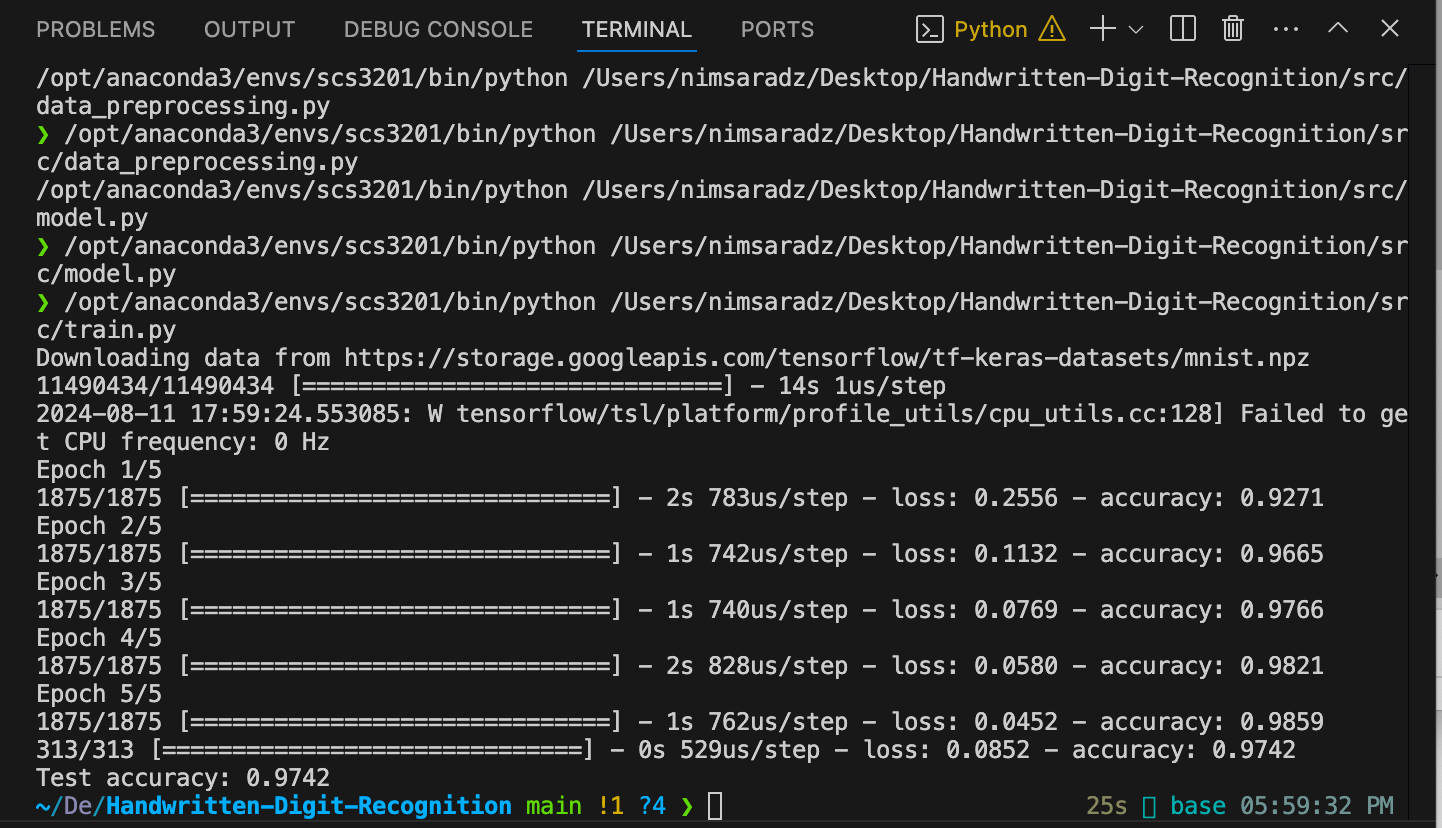 PROBLEMS OUTPUT DEBUG CONSOLE TERMINAL PORTS Python
/opt/anaconda3/envs/scs3201/bin/python /Users/nimsaradz/Desktop/Handwritten-Digit-Recognition/src/
data_preprocessing.py
❯ /opt/anaconda3/envs/scs3201/bin/python /Users/nimsaradz/Desktop/Handwritten-Digit-Recognition/sr
c/data_preprocessing.py
/opt/anaconda3/envs/scs3201/bin/python /Users/nimsaradz/Desktop/Handwritten-Digit-Recognition/src/
model.py
❯ /opt/anaconda3/envs/scs3201/bin/python /Users/nimsaradz/Desktop/Handwritten-Digit-Recognition/sr
c/model.py
❯ /opt/anaconda3/envs/scs3201/bin/python /Users/nimsaradz/Desktop/Handwritten-Digit-Recognition/sr
c/train.py
Downloading data from https://storage.googleapis.com/tensorflow/tf-keras-datasets/mnist.npz
11490434/11490434 [==============================] - 14s 1us/step
2024-08-11 17:59:24.553085: W tensorflow/tsl/platform/profile_utils/cpu_utils.cc:128] Failed to ge
t CPU frequency: 0 Hz
Epoch 1/5
1875/1875 [==============================] - 2s 783us/step - loss: 0.2556 - accuracy: 0.9271
Epoch 2/5
1875/1875 [==============================] - 1s 742us/step - loss: 0.1132 - accuracy: 0.9665
Epoch 3/5
1875/1875 [==============================] - 1s 740us/step - loss: 0.0769 - accuracy: 0.9766
Epoch 4/5
1875/1875 [==============================] - 2s 828us/step - loss: 0.0580 - accuracy: 0.9821
Epoch 5/5
1875/1875 [==============================] - 1s 762us/step - loss: 0.0452 - accuracy: 0.9859
313/313 [==============================] - 0s 529us/step - loss: 0.0852 - accuracy: 0.9742
Test accuracy: 0.9742
~/De/Handwritten-Digit-Recognition main !1 ?4 ❯ 25s base 05:59:32 PM